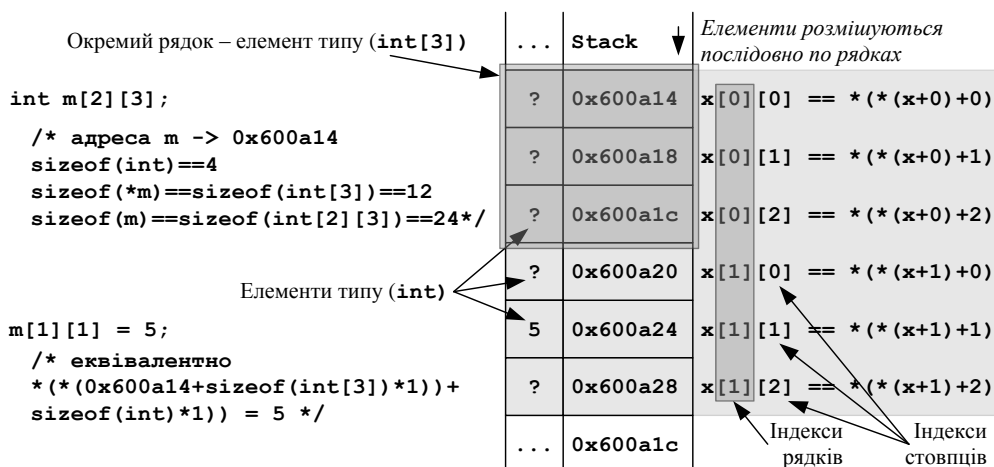 Окремий рядок – елемент типу (int[3])
... Stack
Елементи розмішуються
послідовно по рядках
int m[2][3];
/* адреса m -> 0x600a14
sizeof(int)==4
sizeof(*m)==sizeof(int[3])==12
sizeof(m)==sizeof(int[2][3])==24*/
? 0x600a14 x[0][0] == *(*(x+0)+0)
? 0x600a18 x[0][1] == *(*(x+0)+1)
? 0x600a1c x[0][2] == *(*(x+0)+2)
? 0x600a20 x[1][0] == *(*(x+1)+0)
Елементи типу (int)
5 0x600a24 x[1][1] == *(*(x+1)+1)
m[1][1] = 5;
/* еквівалентно
*(*(0x600a14+sizeof(int[3])*1))+
sizeof(int)*1)) = 5 */
? 0x600a28 x[1][2] == *(*(x+1)+2)
... 0x600a1c
Індекси
рядків
Індекси
стовпців